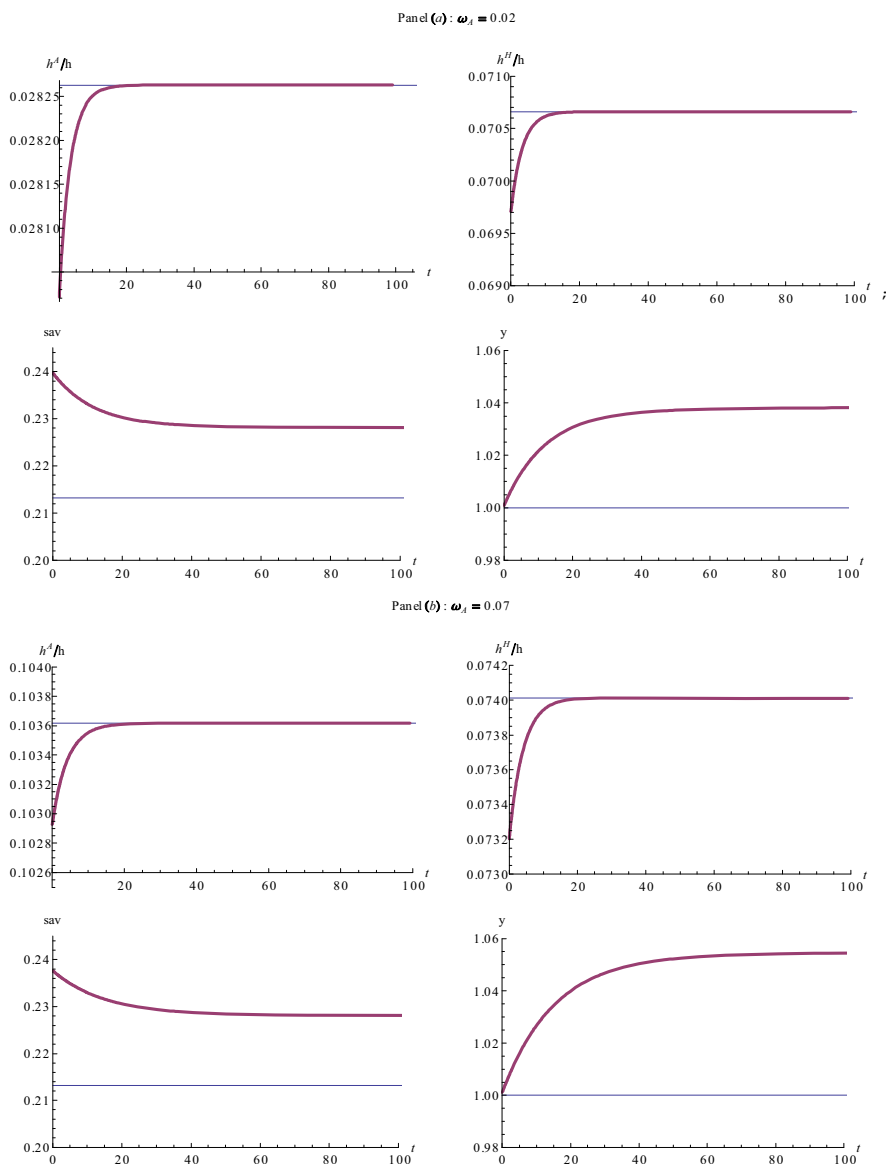 Panel (a) : ω_A = 0.02
h^A/h
0.02825
0.02820
0.02815
0.02810
20 40 60 80 100 t
h^H/h
0.0710
0.0705
0.0700
0.0695
0.0690
0 20 40 60 80 100 t ;
sav
0.24
0.23
0.22
0.21
0.20
0 20 40 60 80 100 t
y
1.06
1.04
1.02
1.00
0.98
0 20 40 60 80 100 t
Panel (b) : ω_A = 0.07
h^A/h
0.1040
0.1038
0.1036
0.1034
0.1032
0.1030
0.1028
0.1026
0 20 40 60 80 100 t
h^H/h
0.0742
0.0740
0.0738
0.0736
0.0734
0.0732
0.0730
0 20 40 60 80 100 t
sav
0.24
0.23
0.22
0.21
0.20
0 20 40 60 80 100 t
y
1.06
1.04
1.02
1.00
0.98
0 20 40 60 80 100 t